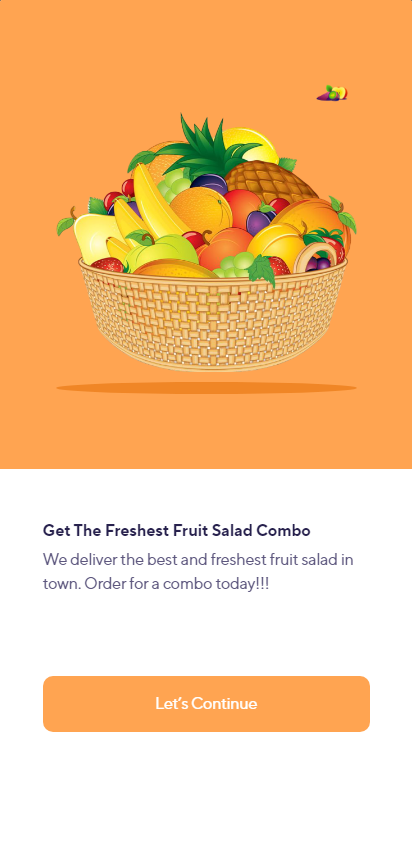 Get The Freshest Fruit Salad Combo
We deliver the best and freshest fruit salad in
town. Order for a combo today!!!
Let’s Continue